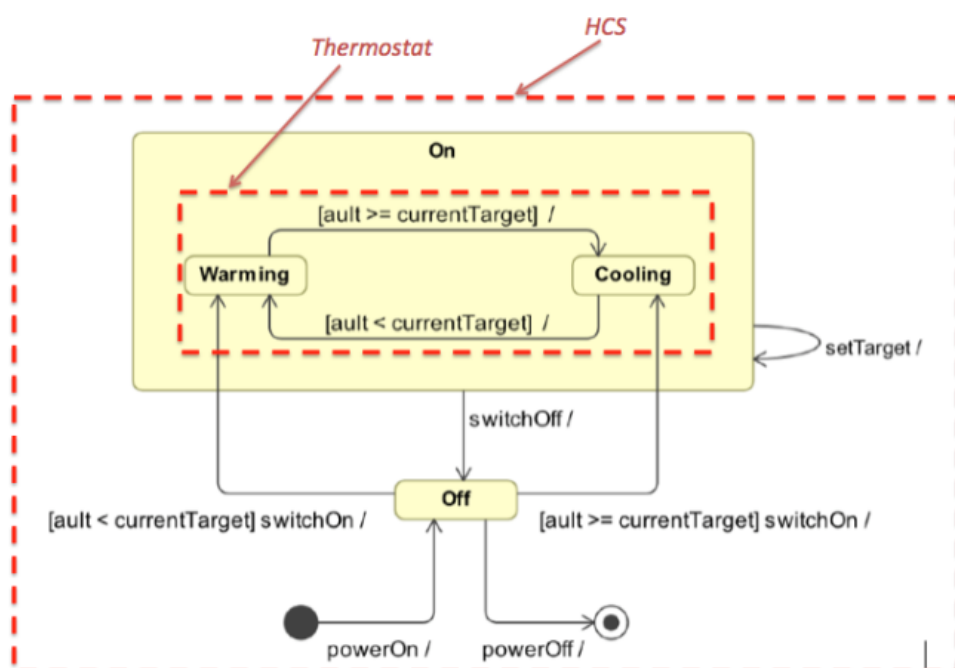 HCS
Thermostat
On
[ault >= currentTarget] /
Warming
Cooling
[ault < currentTarget] /
setTarget /
switchOff /
Off
[ault < currentTarget] switchOn /
[ault >= currentTarget] switchOn /
powerOn /
powerOff /